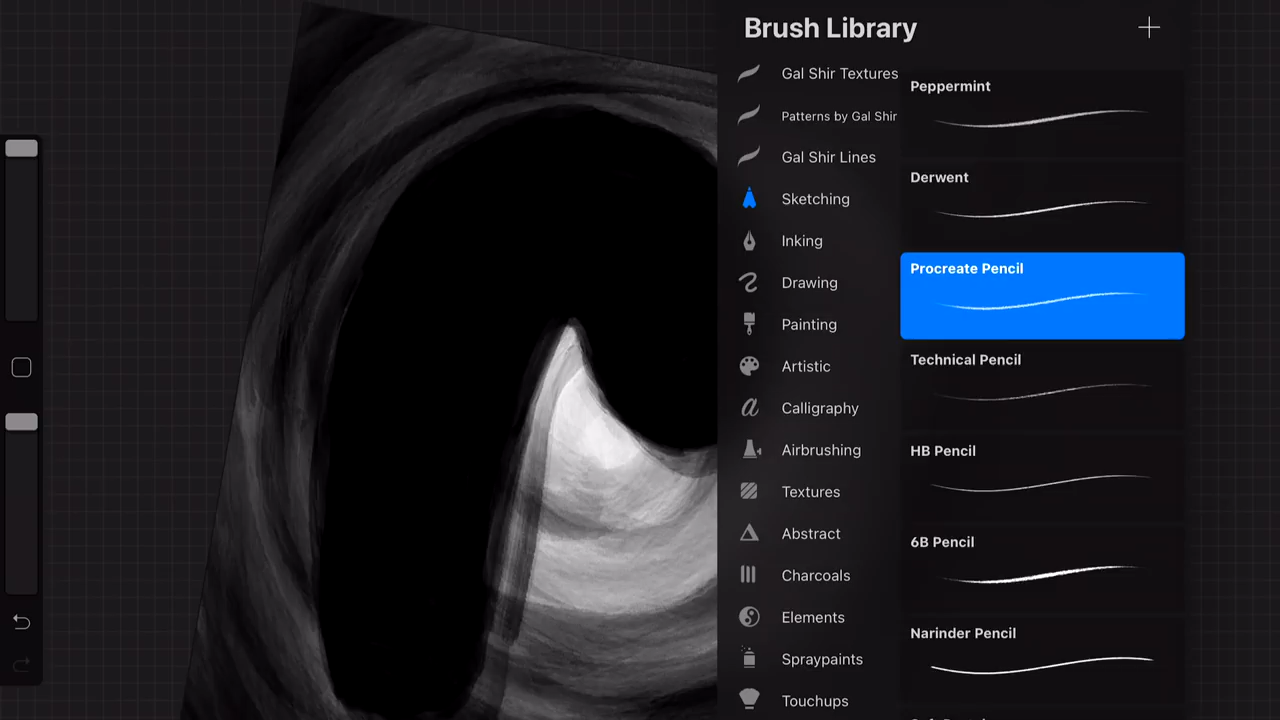 Brush Library
Gal Shir Textures
Patterns by Gal Shir
Gal Shir Lines
Sketching
Inking
Drawing
Painting
Artistic
Calligraphy
Airbrushing
Textures
Abstract
Charcoals
Elements
Spraypaints
Touchups
Peppermint
Derwent
Procreate Pencil
Technical Pencil
HB Pencil
6B Pencil
Narinder Pencil